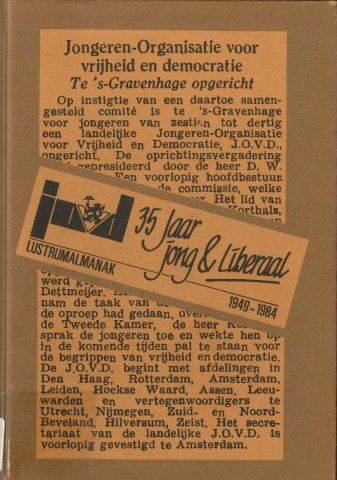 Jongeren-Organisatie voor
vrijheid en democratie
Te 's-Gravenhage opgericht
Op instigtie van een daartoe samen-
gesteld comité is te 's-Gravenhage
voor jongeren van zestien tot dertig
een landelijke Jongeren-Organisatie
voor Vrijheid en Democratie, J.O.V.D.,
opgericht. De oprichtingsvergadering
gepresideerd door de heer D. W.
Een voorlopig hoofdbestuur
de commissie, welke
Het lid van
Korthals,
jovd
35 Jaar
jong & Liberaal
LUSTRUMALMANAK
1949-1984
werd
Dettmeijer.
nam de taak van
de oproep had gedaan,
de Tweede Kamer, de heer
sprak de jongeren toe en wekte hen op
in de komende tijden pal te staan voor
de begrippen van vrijheid en democratie.
De J.O.V.D. begint met afdelingen in
Den Haag, Rotterdam, Amsterdam,
Leiden, Hoekse Waard, Assen, Leeu-
warden en vertegenwoordigers te
Utrecht, Nijmegen, Zuid- en Noord-
Beveland, Hilversum, Zeist. Het secre-
tariaat van de landelijke J.O.V.D. is
voorlopig gevestigd te Amsterdam.